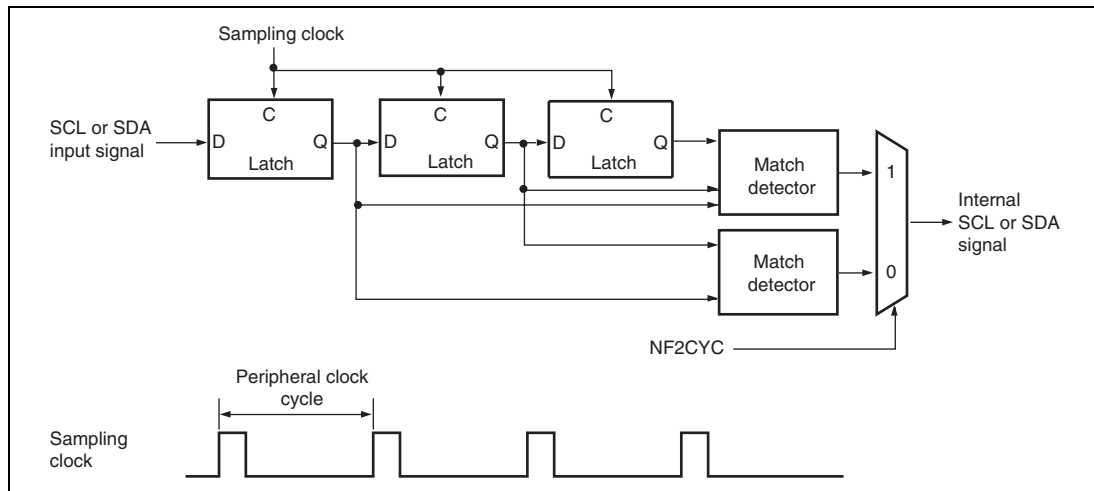 Sampling clock
SCL or SDA
input signal
D
C
Q
Latch
D
C
Q
Latch
D
C
Q
Latch
Match
detector
Match
detector
1
0
Internal
SCL or SDA
signal
NF2CYC
Peripheral clock
cycle
Sampling
clock